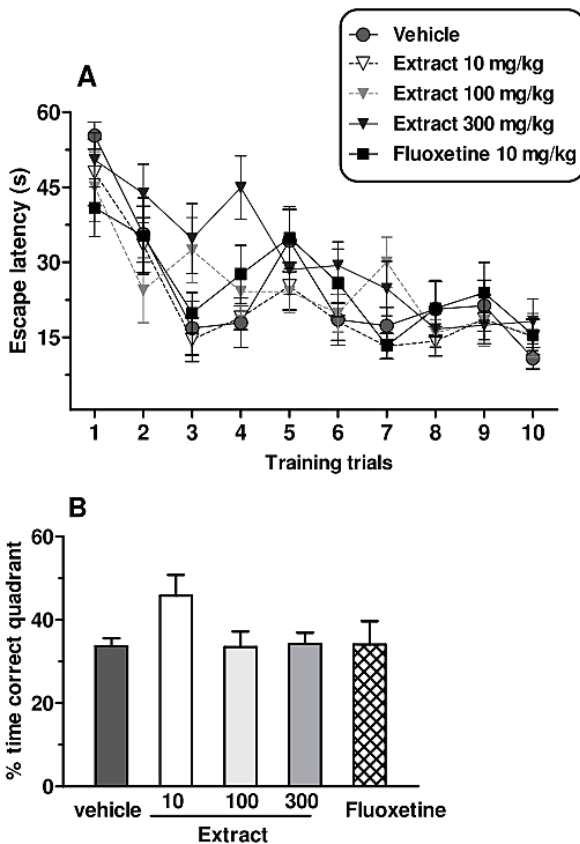 Vehicle
Extract 10 mg/kg
Extract 100 mg/kg
Extract 300 mg/kg
Fluoxetine 10 mg/kg
A
60
45
30
15
Escape latency (s)
1 2 3 4 5 6 7 8 9 10
Training trials
B
60
40
20
0
% time correct quadrant
vehicle 10 100 300 Fluoxetine
Extract